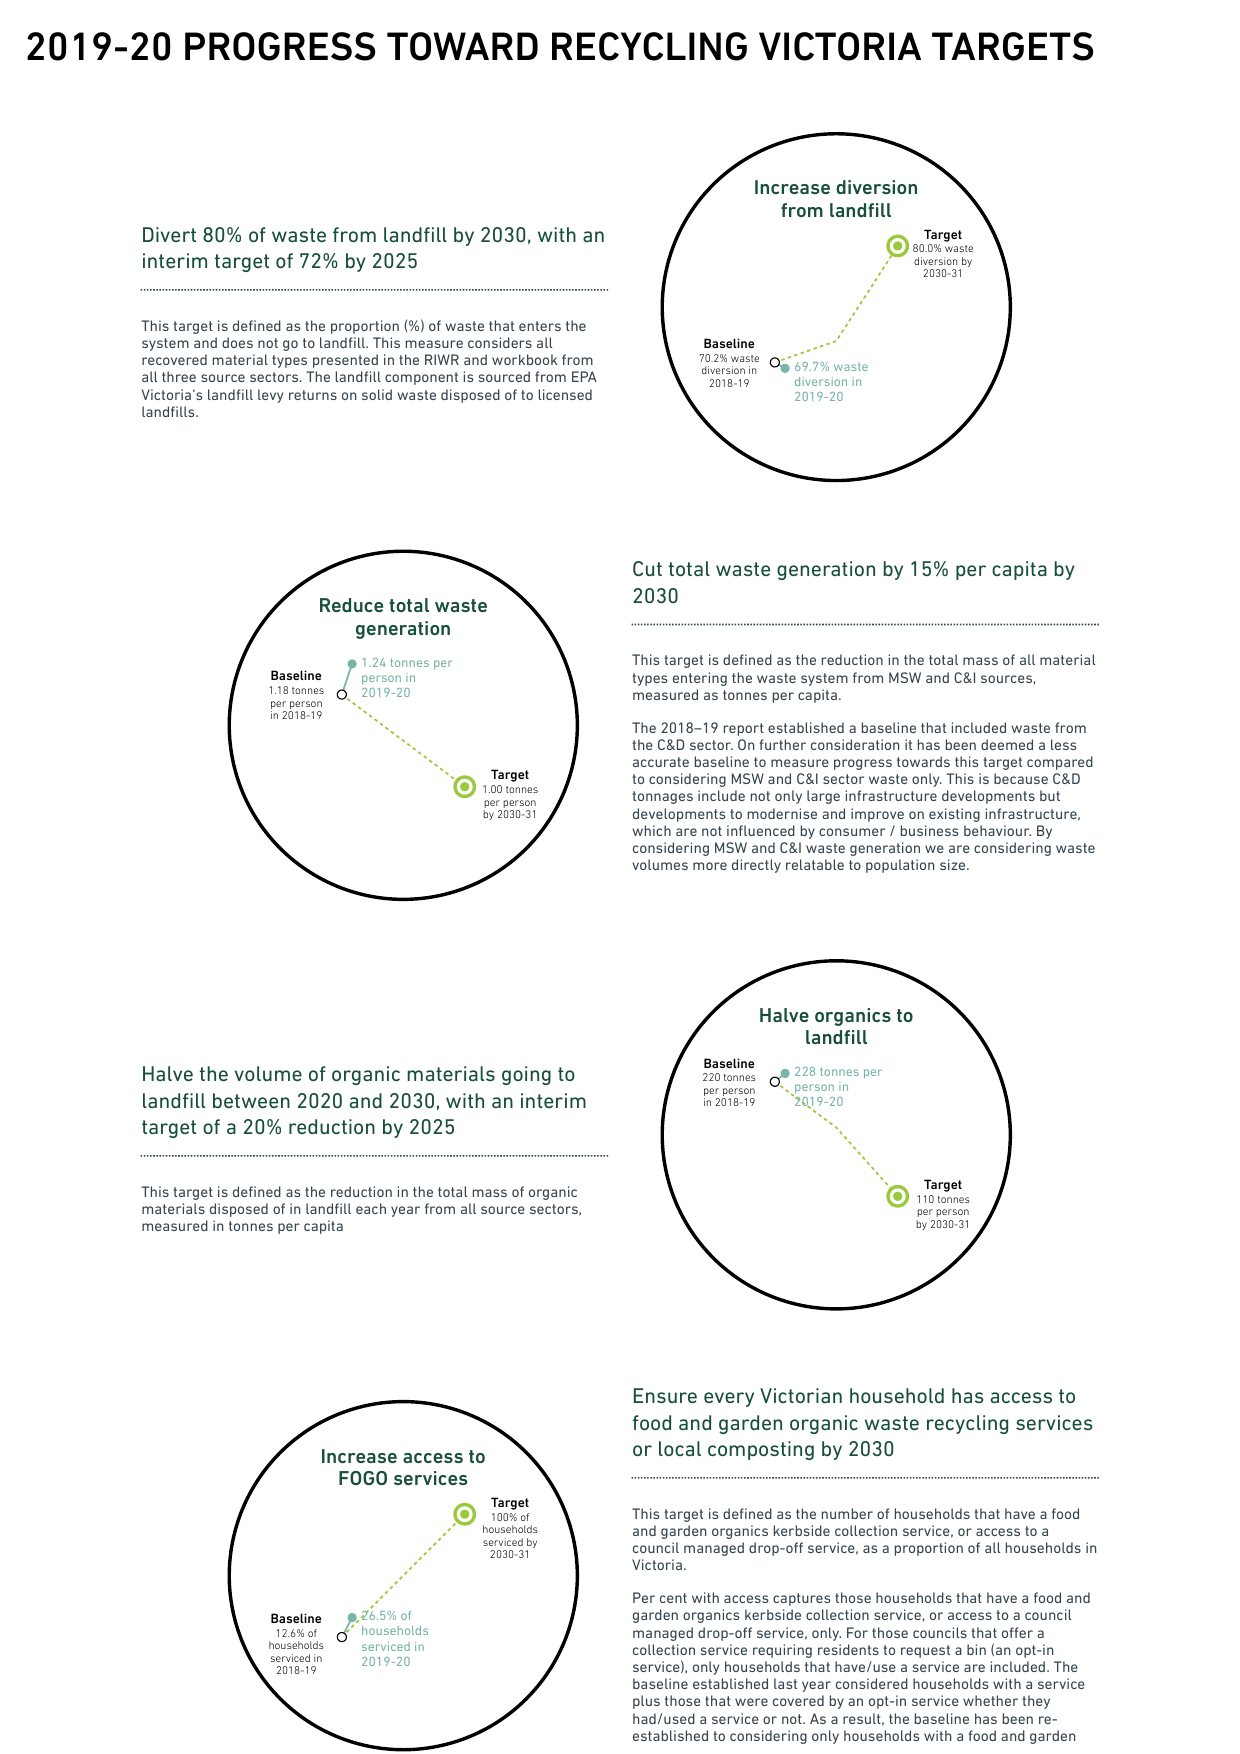 2019-20 PROGRESS TOWARD RECYCLING VICTORIA TARGETS
Divert 80% of waste from landfill by 2030, with an
interim target of 72% by 2025
This target is defined as the proportion (%) of waste that enters the
system and does not go to landfill. This measure considers all
recovered material types presented in the RIWR and workbook from
all three source sectors. The landfill component is sourced from EPA
Victoria's landfill levy returns on solid waste disposed of to licensed
landfills.
Increase diversion
from landfill
Target
80.0% waste
diversion by
2030-31
Baseline
70.2% waste
diversion in
2018-19
69.7% waste
diversion in
2019-20
Reduce total waste
generation
Baseline
1.18 tonnes
per person
in 2018-19
1.24 tonnes per
person in
2019-20
Target
1.00 tonnes
per person
by 2030-31
Cut total waste generation by 15% per capita by
2030
This target is defined as the reduction in the total mass of all material
types entering the waste system from MSW and C&I sources,
measured as tonnes per capita.
The 2018–19 report established a baseline that included waste from
the C&D sector. On further consideration it has been deemed a less
accurate baseline to measure progress towards this target compared
to considering MSW and C&I sector waste only. This is because C&D
tonnages include not only large infrastructure developments but
developments to modernise and improve on existing infrastructure,
which are not influenced by consumer / business behaviour. By
considering MSW and C&I waste generation we are considering waste
volumes more directly relatable to population size.
Halve the volume of organic materials going to
landfill between 2020 and 2030, with an interim
target of a 20% reduction by 2025
This target is defined as the reduction in the total mass of organic
materials disposed of in landfill each year from all source sectors,
measured in tonnes per capita
Halve organics to
landfill
Baseline
220 tonnes
per person
in 2018-19
228 tonnes per
person in
2019-20
Target
110 tonnes
per person
by 2030-31
Increase access to
FOGO services
Target
100% of
households
serviced by
2030-31
Baseline
12.6% of
households
serviced in
2018-19
26.5% of
households
serviced in
2019-20
Ensure every Victorian household has access to
food and garden organic waste recycling services
or local composting by 2030
This target is defined as the number of households that have a food
and garden organics kerbside collection service, or access to a
council managed drop-off service, as a proportion of all households in
Victoria.
Per cent with access captures those households that have a food and
garden organics kerbside collection service, or access to a council
managed drop-off service, only. For those councils that offer a
collection service requiring residents to request a bin (an opt-in
service), only households that have/use a service are included. The
baseline established last year considered households with a service
plus those that were covered by an opt-in service whether they
had/used a service or not. As a result, the baseline has been re-
established to considering only households with a food and garden